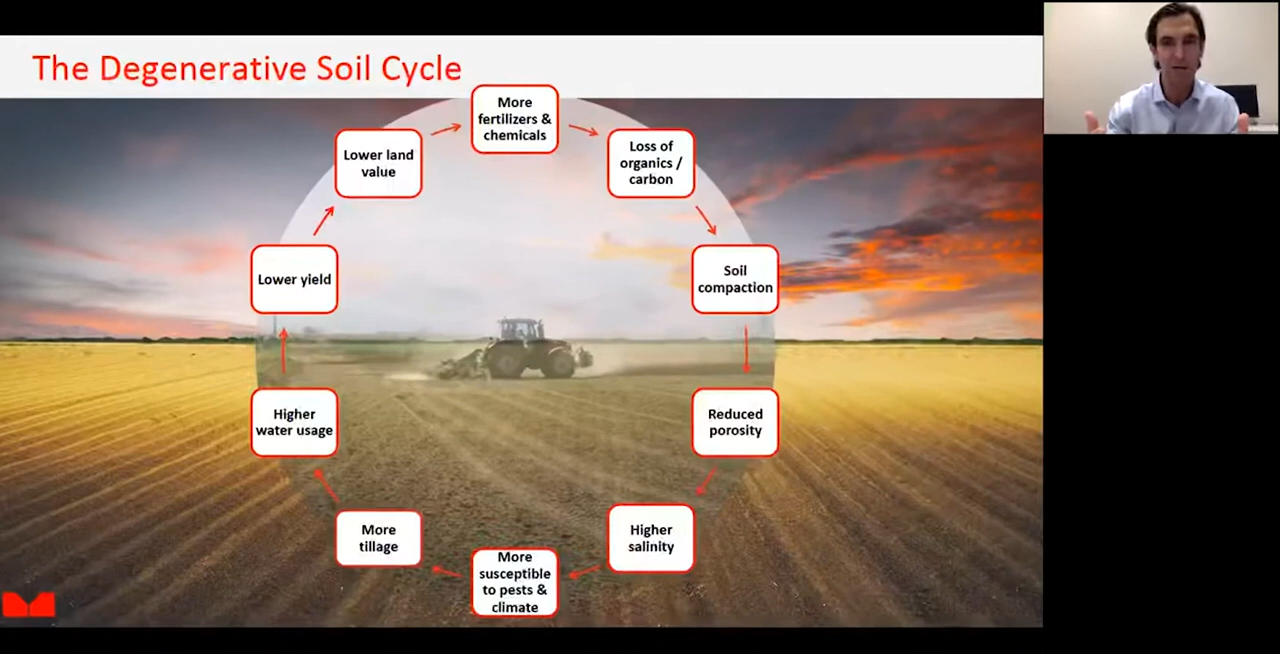 The Degenerative Soil Cycle
More
fertilizers &
chemicals
Loss of
organics /
carbon
Soil
compaction
Reduced
porosity
Higher
salinity
More
susceptible
to pests &
climate
More
tillage
Higher
water usage
Lower yield
Lower land
value